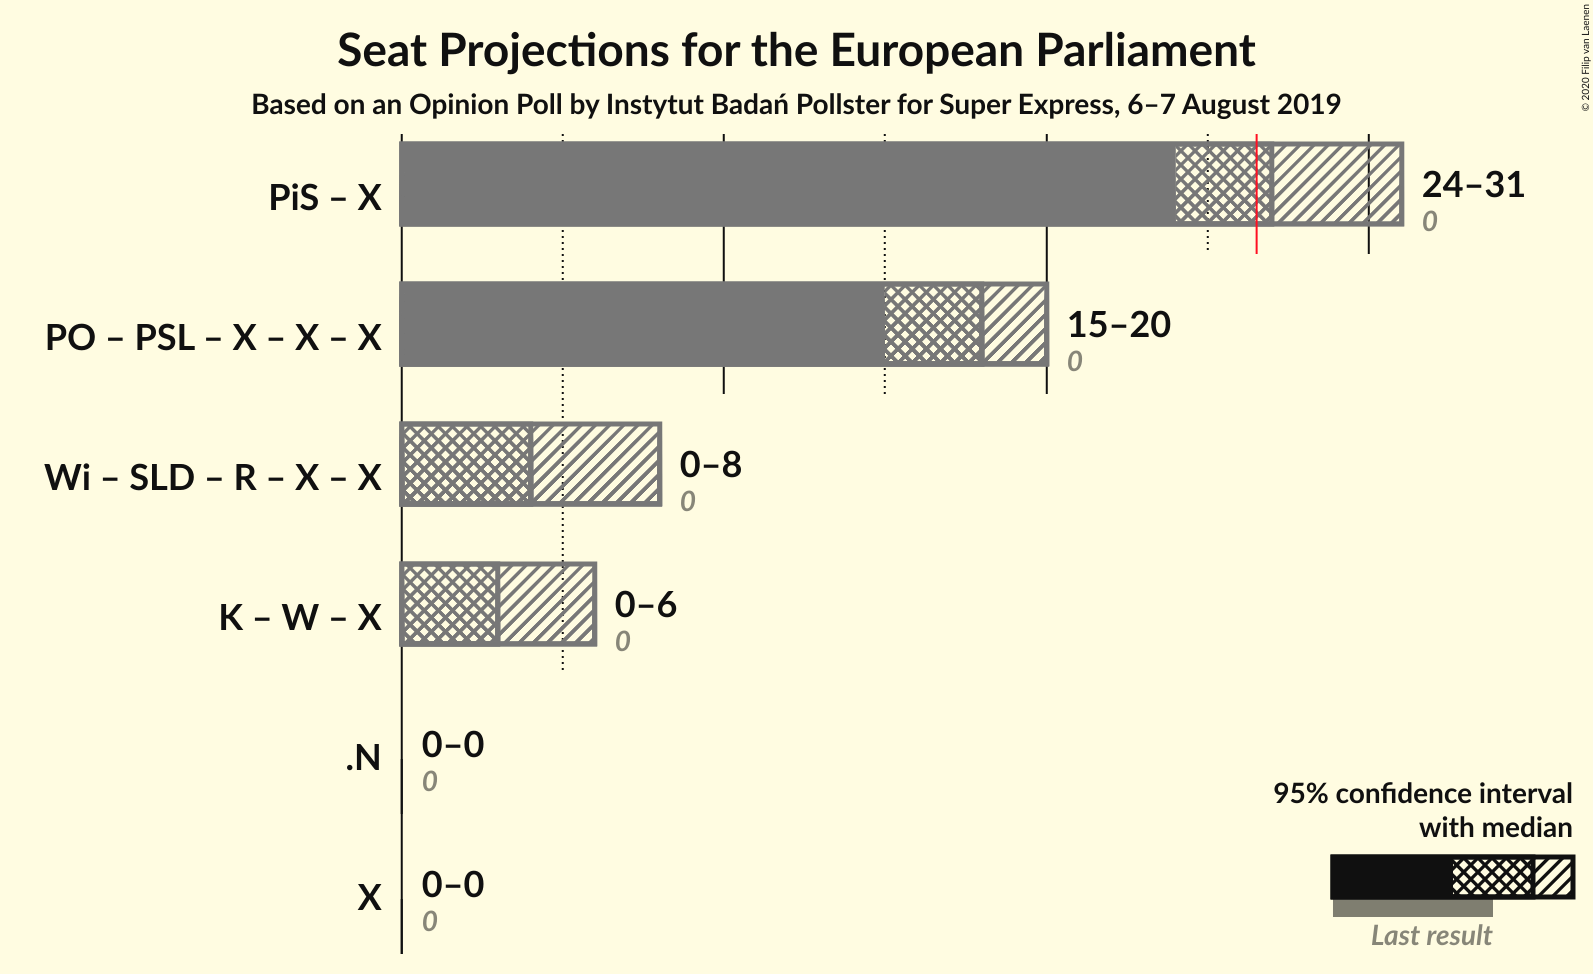 Seat Projections for the European Parliament
Based on an Opinion Poll by Instytut Badań Pollster for Super Express, 6–7 August 2019
© 2020 Filip van Laenen
PiS – X
24–31
0
PO – PSL – X – X – X
15–20
0
Wi – SLD – R – X – X
0–8
0
K – W – X
0–6
0
.N
0–0
0
X
0–0
0
95% confidence interval
with median
Last result